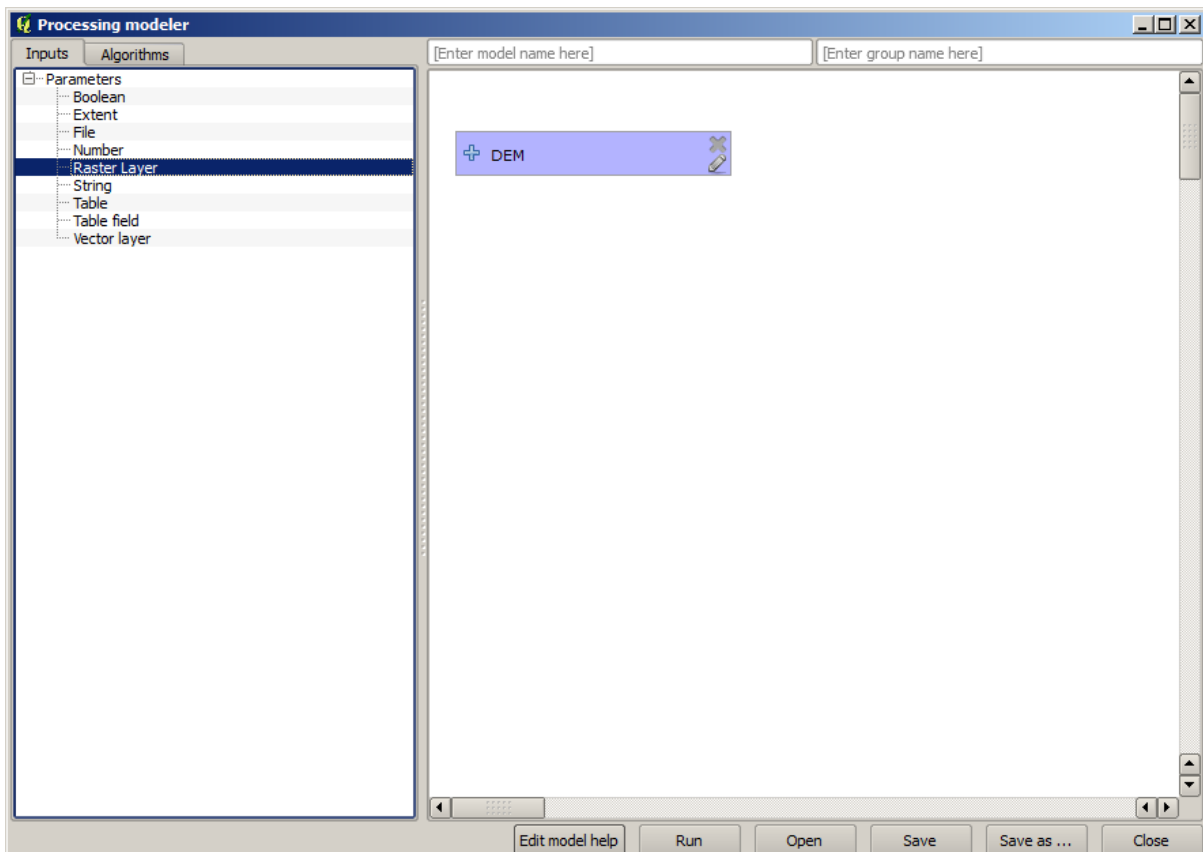 Processing modeler
Inputs Algorithms [Enter model name here] [Enter group name here]
Parameters
Boolean
Extent
File
Number
Raster Layer
String
Table
Table field
Vector layer
DEM
Edit model help Run Open Save Save as ... Close